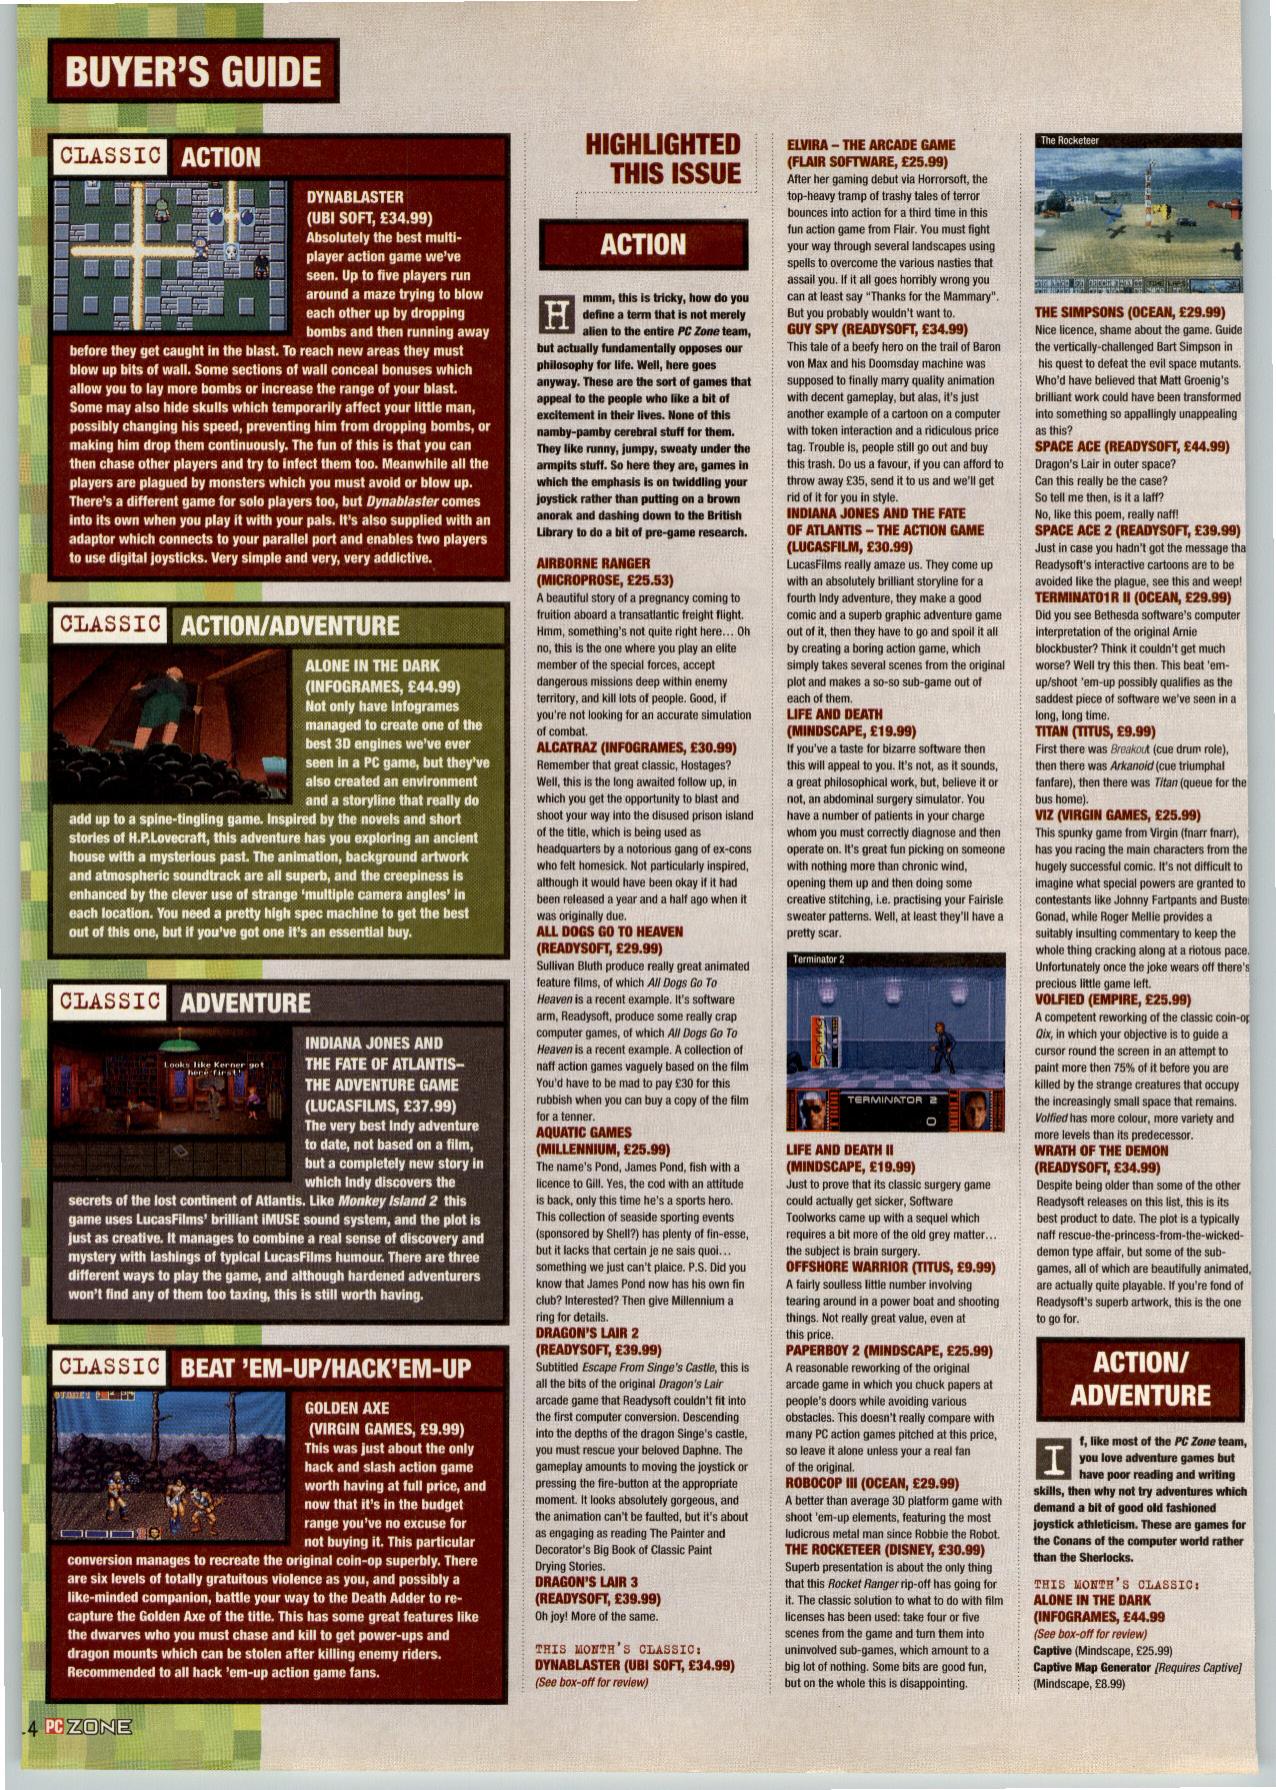 BUYER'S GUIDE
CLASSIC ACTION
DYNABLASTER
(UBI SOFT, £34.99)
Absolutely the best multi-
player action game we've
seen. Up to five players run
around a maze trying to blow
each other up by dropping
bombs and then running away
before they get caught in the blast. To reach new areas they must
blow up bits of wall. Some sections of wall conceal bonuses which
allow you to lay more bombs or increase the range of your blast.
Some may also hide skulls which temporarily affect your little man,
possibly changing his speed, preventing him from dropping bombs, or
making him drop them continuously. The fun of this is that you can
then chase other players and try to infect them too. Meanwhile all the
players are plagued by monsters which you must avoid or blow up.
There's a different game for solo players too, but Dynablaster comes
into its own when you play it with your pals. It's also supplied with an
adaptor which connects to your parallel port and enables two players
to use digital joysticks. Very simple and very, very addictive.
CLASSIC ACTION/ADVENTURE
ALONE IN THE DARK
(INFOGRAMES, £44.99)
Not only have Infogrames
managed to create one of the
best 3D engines we've ever
seen in a PC game, but they've
also created an environment
and a storyline that really do
add up to a spine-tingling game. Inspired by the novels and short
stories of H.P.Lovecraft, this adventure has you exploring an ancient
house with a mysterious past. The animation, background artwork
and atmospheric soundtrack are all superb, and the creepiness is
enhanced by the clever use of strange 'multiple camera angles' in
each location. You need a pretty high spec machine to get the best
out of this one, but if you've got one it's an essential buy.
CLASSIC ADVENTURE
Looks like Kerner got
here first!
INDIANA JONES AND
THE FATE OF ATLANTIS–
THE ADVENTURE GAME
(LUCASFILMS, £37.99)
The very best Indy adventure
to date, not based on a film,
but a completely new story in
which Indy discovers the
secrets of the lost continent of Atlantis. Like Monkey Island 2 this
game uses LucasFilms' brilliant iMUSE sound system, and the plot is
just as creative. It manages to combine a real sense of discovery and
mystery with lashings of typical LucasFilms humour. There are three
different ways to play the game, and although hardened adventurers
won't find any of them too taxing, this is still worth having.
CLASSIC BEAT 'EM-UP/HACK'EM-UP
GOLDEN AXE
(VIRGIN GAMES, £9.99)
This was just about the only
hack and slash action game
worth having at full price, and
now that it's in the budget
range you've no excuse for
not buying it. This particular
conversion manages to recreate the original coin-op superbly. There
are six levels of totally gratuitous violence as you, and possibly a
like-minded companion, battle your way to the Death Adder to re-
capture the Golden Axe of the title. This has some great features like
the dwarves who you must chase and kill to get power-ups and
dragon mounts which can be stolen after killing enemy riders.
Recommended to all hack 'em-up action game fans.
4 PC ZONE
HIGHLIGHTED
THIS ISSUE
ACTION
Hmmm, this is tricky, how do you
define a term that is not merely
alien to the entire PC Zone team,
but actually fundamentally opposes our
philosophy for life. Well, here goes
anyway. These are the sort of games that
appeal to the people who like a bit of
excitement in their lives. None of this
namby-pamby cerebral stuff for them.
They like runny, jumpy, sweaty under the
armpits stuff. So here they are, games in
which the emphasis is on twiddling your
joystick rather than putting on a brown
anorak and dashing down to the British
Library to do a bit of pre-game research.
AIRBORNE RANGER
(MICROPROSE, £25.53)
A beautiful story of a pregnancy coming to
fruition aboard a transatlantic freight flight.
Hmm, something's not quite right here... Oh
no, this is the one where you play an elite
member of the special forces, accept
dangerous missions deep within enemy
territory, and kill lots of people. Good, if
you're not looking for an accurate simulation
of combat.
ALCATRAZ (INFOGRAMES, £30.99)
Remember that great classic, Hostages?
Well, this is the long awaited follow up, in
which you get the opportunity to blast and
shoot your way into the disused prison island
of the title, which is being used as
headquarters by a notorious gang of ex-cons
who felt homesick. Not particularly inspired,
although it would have been okay if it had
been released a year and a half ago when it
was originally due.
ALL DOGS GO TO HEAVEN
(READYSOFT, £29.99)
Sullivan Bluth produce really great animated
feature films, of which All Dogs Go To
Heaven is a recent example. It's software
arm, Readysoft, produce some really crap
computer games, of which All Dogs Go To
Heaven is a recent example. A collection of
naff action games vaguely based on the film
You'd have to be mad to pay £30 for this
rubbish when you can buy a copy of the film
for a tenner.
AQUATIC GAMES
(MILLENNIUM, £25.99)
The name's Pond, James Pond, fish with a
licence to Gill. Yes, the cod with an attitude
is back, only this time he's a sports hero.
This collection of seaside sporting events
(sponsored by Shell?) has plenty of fin-esse,
but it lacks that certain je ne sais quoi...
something we just can't plaice. P.S. Did you
know that James Pond now has his own fin
club? Interested? Then give Millennium a
ring for details.
DRAGON'S LAIR 2
(READYSOFT, £39.99)
Subtitled Escape From Singe's Castle, this is
all the bits of the original Dragon's Lair
arcade game that Readysoft couldn't fit into
the first computer conversion. Descending
into the depths of the dragon Singe's castle,
you must rescue your beloved Daphne. The
gameplay amounts to moving the joystick or
pressing the fire-button at the appropriate
moment. It looks absolutely gorgeous, and
the animation can't be faulted, but it's about
as engaging as reading The Painter and
Decorator's Big Book of Classic Paint
Drying Stories.
DRAGON'S LAIR 3
(READYSOFT, £39.99)
Oh joy! More of the same.
THIS MONTH'S CLASSIC:
DYNABLASTER (UBI SOFT, £34.99)
(See box-off for review)
ELVIRA – THE ARCADE GAME
(FLAIR SOFTWARE, £25.99)
After her gaming debut via Horrorsoft, the
top-heavy tramp of trashy tales of terror
bounces into action for a third time in this
fun action game from Flair. You must fight
your way through several landscapes using
spells to overcome the various nasties that
assail you. If it all goes horribly wrong you
can at least say "Thanks for the Mammary".
But you probably wouldn't want to.
GUY SPY (READYSOFT, £34.99)
This tale of a beefy hero on the trail of Baron
von Max and his Doomsday machine was
supposed to finally marry quality animation
with decent gameplay, but alas, it's just
another example of a cartoon on a computer
with token interaction and a ridiculous price
tag. Trouble is, people still go out and buy
this trash. Do us a favour, if you can afford to
throw away £35, send it to us and we'll get
rid of it for you in style.
INDIANA JONES AND THE FATE
OF ATLANTIS – THE ACTION GAME
(LUCASFILM, £30.99)
LucasFilms really amaze us. They come up
with an absolutely brilliant storyline for a
fourth Indy adventure, they make a good
comic and a superb graphic adventure game
out of it, then they have to go and spoil it all
by creating a boring action game, which
simply takes several scenes from the original
plot and makes a so-so sub-game out of
each of them.
LIFE AND DEATH
(MINDSCAPE, £19.99)
If you've a taste for bizarre software then
this will appeal to you. It's not, as it sounds,
a great philosophical work, but, believe it or
not, an abdominal surgery simulator. You
have a number of patients in your charge
whom you must correctly diagnose and then
operate on. It's great fun picking on someone
with nothing more than chronic wind,
opening them up and then doing some
creative stitching, i.e. practising your Fairisle
sweater patterns. Well, at least they'll have a
pretty scar.
Terminator 2
TERMINATOR 2
0
LIFE AND DEATH II
(MINDSCAPE, £19.99)
Just to prove that its classic surgery game
could actually get sicker, Software
Toolworks came up with a sequel which
requires a bit more of the old grey matter...
the subject is brain surgery.
OFFSHORE WARRIOR (TITUS, £9.99)
A fairly soulless little number involving
tearing around in a power boat and shooting
things. Not really great value, even at
this price.
PAPERBOY 2 (MINDSCAPE, £25.99)
A reasonable reworking of the original
arcade game in which you chuck papers at
people's doors while avoiding various
obstacles. This doesn't really compare with
many PC action games pitched at this price,
so leave it alone unless your a real fan
of the original.
ROBOCOP III (OCEAN, £29.99)
A better than average 3D platform game with
shoot 'em-up elements, featuring the most
ludicrous metal man since Robbie the Robot.
THE ROCKETEER (DISNEY, £30.99)
Superb presentation is about the only thing
that this Rocket Ranger rip-off has going for
it. The classic solution to what to do with film
licenses has been used: take four or five
scenes from the game and turn them into
uninvolved sub-games, which amount to a
big lot of nothing. Some bits are good fun,
but on the whole this is disappointing.
The Rocketeer
THE SIMPSONS (OCEAN, £29.99)
Nice licence, shame about the game. Guide
the vertically-challenged Bart Simpson in
his quest to defeat the evil space mutants.
Who'd have believed that Matt Groenig's
brilliant work could have been transformed
into something so appallingly unappealing
as this?
SPACE ACE (READYSOFT, £44.99)
Dragon's Lair in outer space?
Can this really be the case?
So tell me then, is it a laff?
No, like this poem, really naff!
SPACE ACE 2 (READYSOFT, £39.99)
Just in case you hadn't got the message tha
Readysoft's interactive cartoons are to be
avoided like the plague, see this and weep!
TERMINATO1R II (OCEAN, £29.99)
Did you see Bethesda software's computer
interpretation of the original Arnie
blockbuster? Think it couldn't get much
worse? Well try this then. This beat 'em-
up/shoot 'em-up possibly qualifies as the
saddest piece of software we've seen in a
long, long time.
TITAN (TITUS, £9.99)
First there was Breakout (cue drum role),
then there was Arkanoid (cue triumphal
fanfare), then there was Titan (queue for the
bus home).
VIZ (VIRGIN GAMES, £25.99)
This spunky game from Virgin (fnarr fnarr),
has you racing the main characters from the
hugely successful comic. It's not difficult to
imagine what special powers are granted to
contestants like Johnny Fartpants and Buste
Gonad, while Roger Mellie provides a
suitably insulting commentary to keep the
whole thing cracking along at a riotous pace.
Unfortunately once the joke wears off there's
precious little game left.
VOLFIED (EMPIRE, £25.99)
A competent reworking of the classic coin-op
Qix, in which your objective is to guide a
cursor round the screen in an attempt to
paint more then 75% of it before you are
killed by the strange creatures that occupy
the increasingly small space that remains.
Volfied has more colour, more variety and
more levels than its predecessor.
WRATH OF THE DEMON
(READYSOFT, £34.99)
Despite being older than some of the other
Readysoft releases on this list, this is its
best product to date. The plot is a typically
naff rescue-the-princess-from-the-wicked-
demon type affair, but some of the sub-
games, all of which are beautifully animated,
are actually quite playable. If you're fond of
Readysoft's superb artwork, this is the one
to go for.
ACTION/
ADVENTURE
If, like most of the PC Zone team,
you love adventure games but
have poor reading and writing
skills, then why not try adventures which
demand a bit of good old fashioned
joystick athleticism. These are games for
the Conans of the computer world rather
than the Sherlocks.
THIS MONTH'S CLASSIC:
ALONE IN THE DARK
(INFOGRAMES, £44.99
(See box-off for review)
Captive (Mindscape, £25.99)
Captive Map Generator [Requires Captive]
(Mindscape, £8.99)